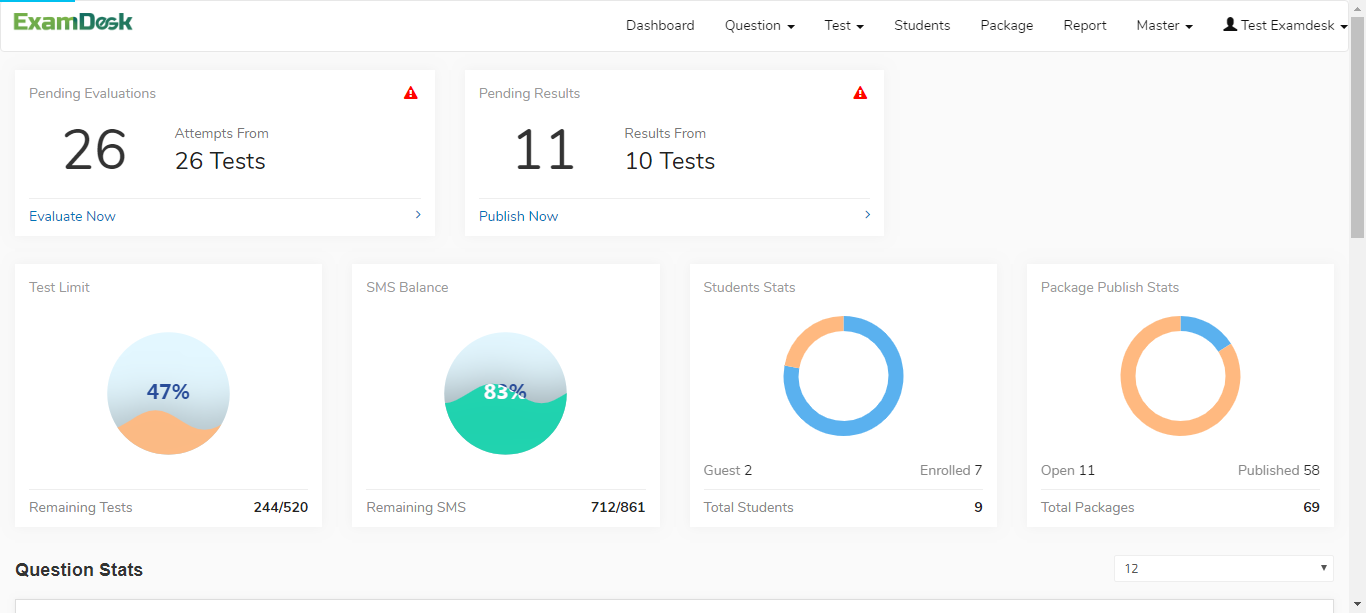 ExamDesk
Dashboard Question Test Students Package Report Master Test Examdesk
Pending Evaluations
26
Attempts From
26 Tests
Evaluate Now
Pending Results
11
Results From
10 Tests
Publish Now
Test Limit
47%
Remaining Tests 244/520
SMS Balance
83%
Remaining SMS 712/861
Students Stats
Guest 2 Enrolled 7
Total Students 9
Package Publish Stats
Open 11 Published 58
Total Packages 69
Question Stats
12